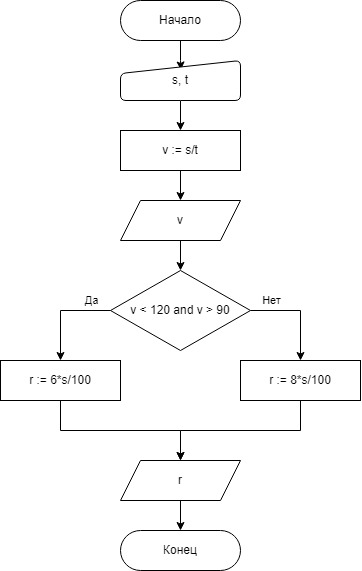 Начало
s, t
v := s/t
v
v < 120 and v > 90
Да
Нет
r := 6*s/100
r := 8*s/100
r
Конец